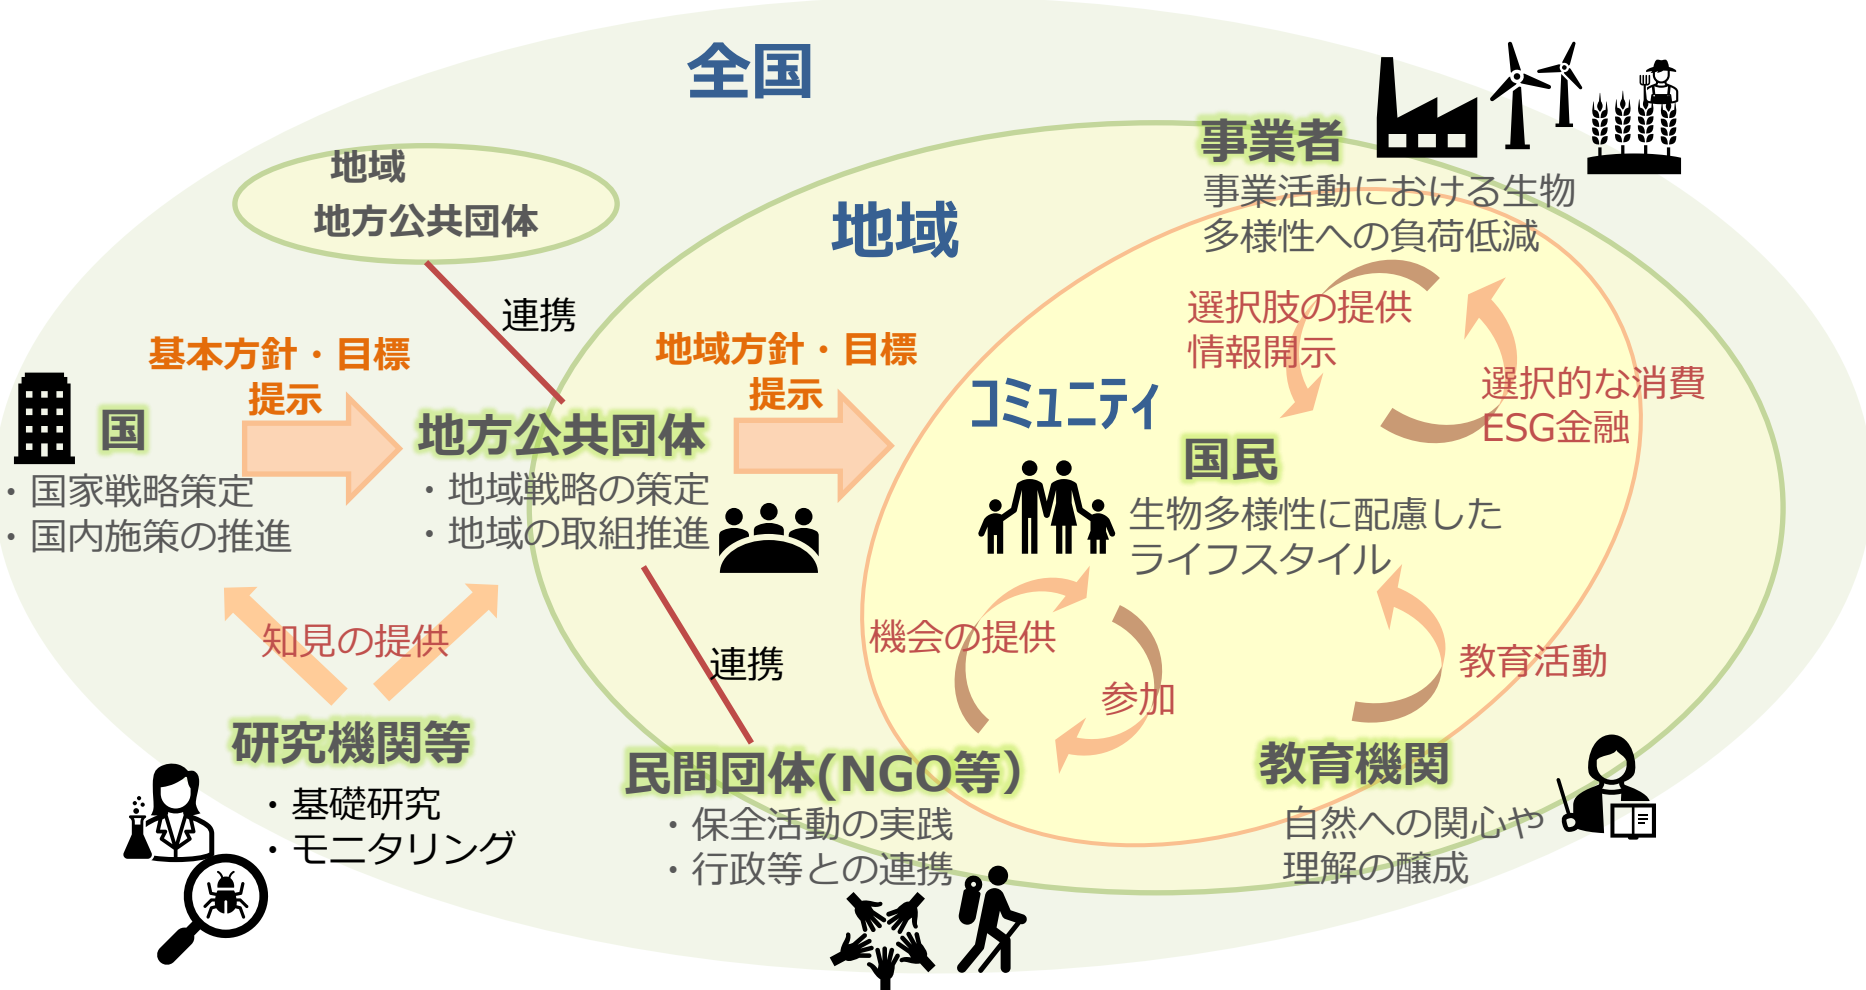 全国
地域
地方公共団体
連携
基本方針・目標
提示
国
・国家戦略策定
・国内施策の推進
地方公共団体
・地域戦略の策定
・地域の取組推進
地域
地域方針・目標
提示
事業者
事業活動における生物
多様性への負荷低減
選択肢の提供
情報開示
選択的な消費
ESG金融
コミュニティ
国民
生物多様性に配慮した
ライフスタイル
知見の提供
機会の提供
参加
教育活動
連携
研究機関等
・基礎研究
・モニタリング
民間団体(NGO等）
・保全活動の実践
・行政等との連携
教育機関
自然への関心や
理解の醸成